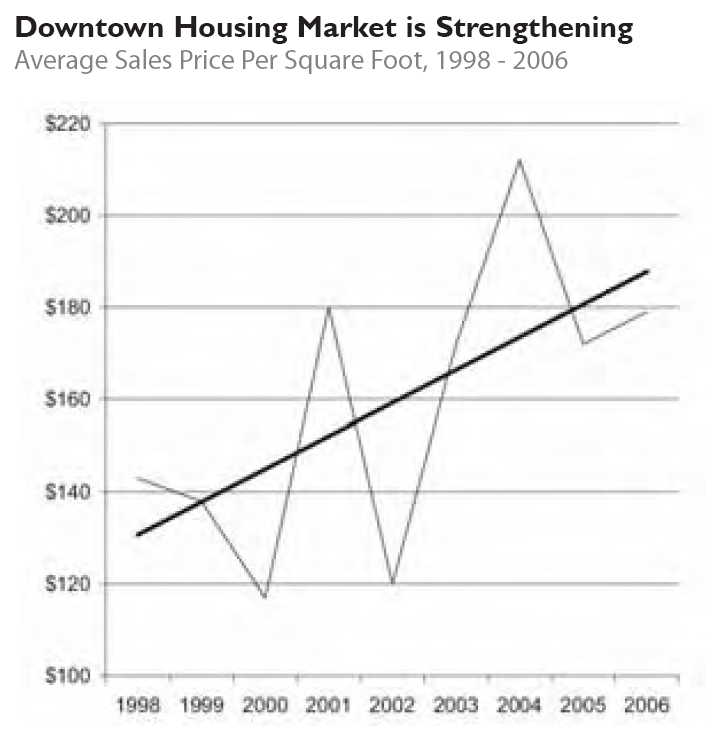 Downtown Housing Market is Strengthening
Average Sales Price Per Square Foot, 1998 - 2006
$220
$200
$180
$160
$140
$120
$100
1998 1999 2000 2001 2002 2003 2004 2005 2006